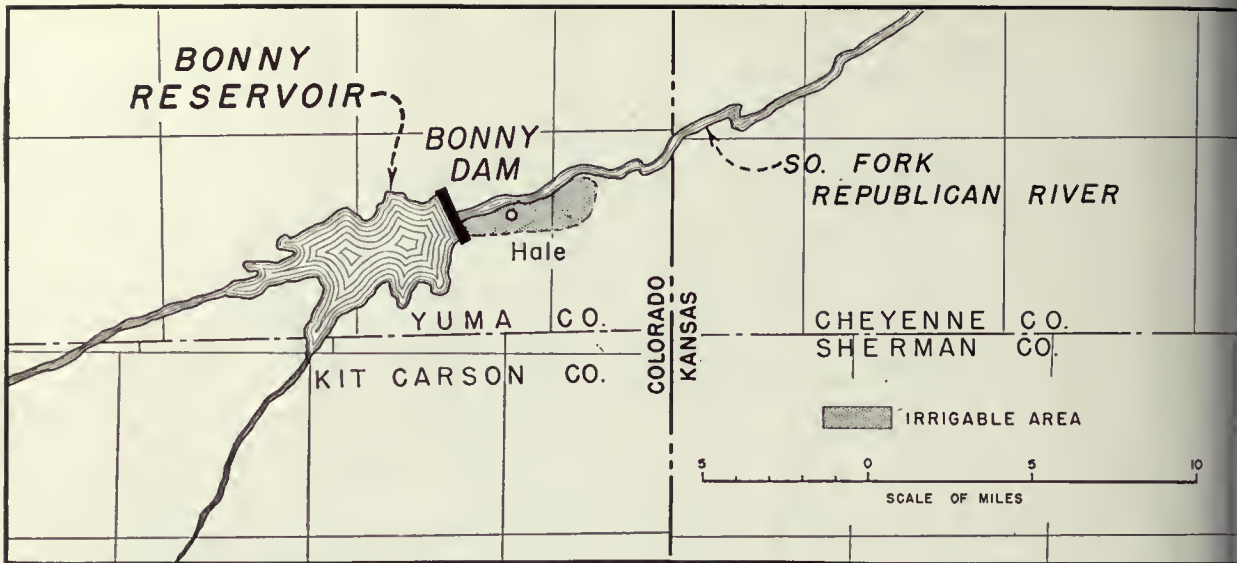 BONNY
RESERVOIR
BONNY
DAM
SO. FORK
REPUBLICAN RIVER
Hale
COLORADO
KANSAS
YUMA CO.
KIT CARSON CO.
CHEYENNE CO.
SHERMAN CO.
IRRIGABLE AREA
5 0 5 10
SCALE OF MILES